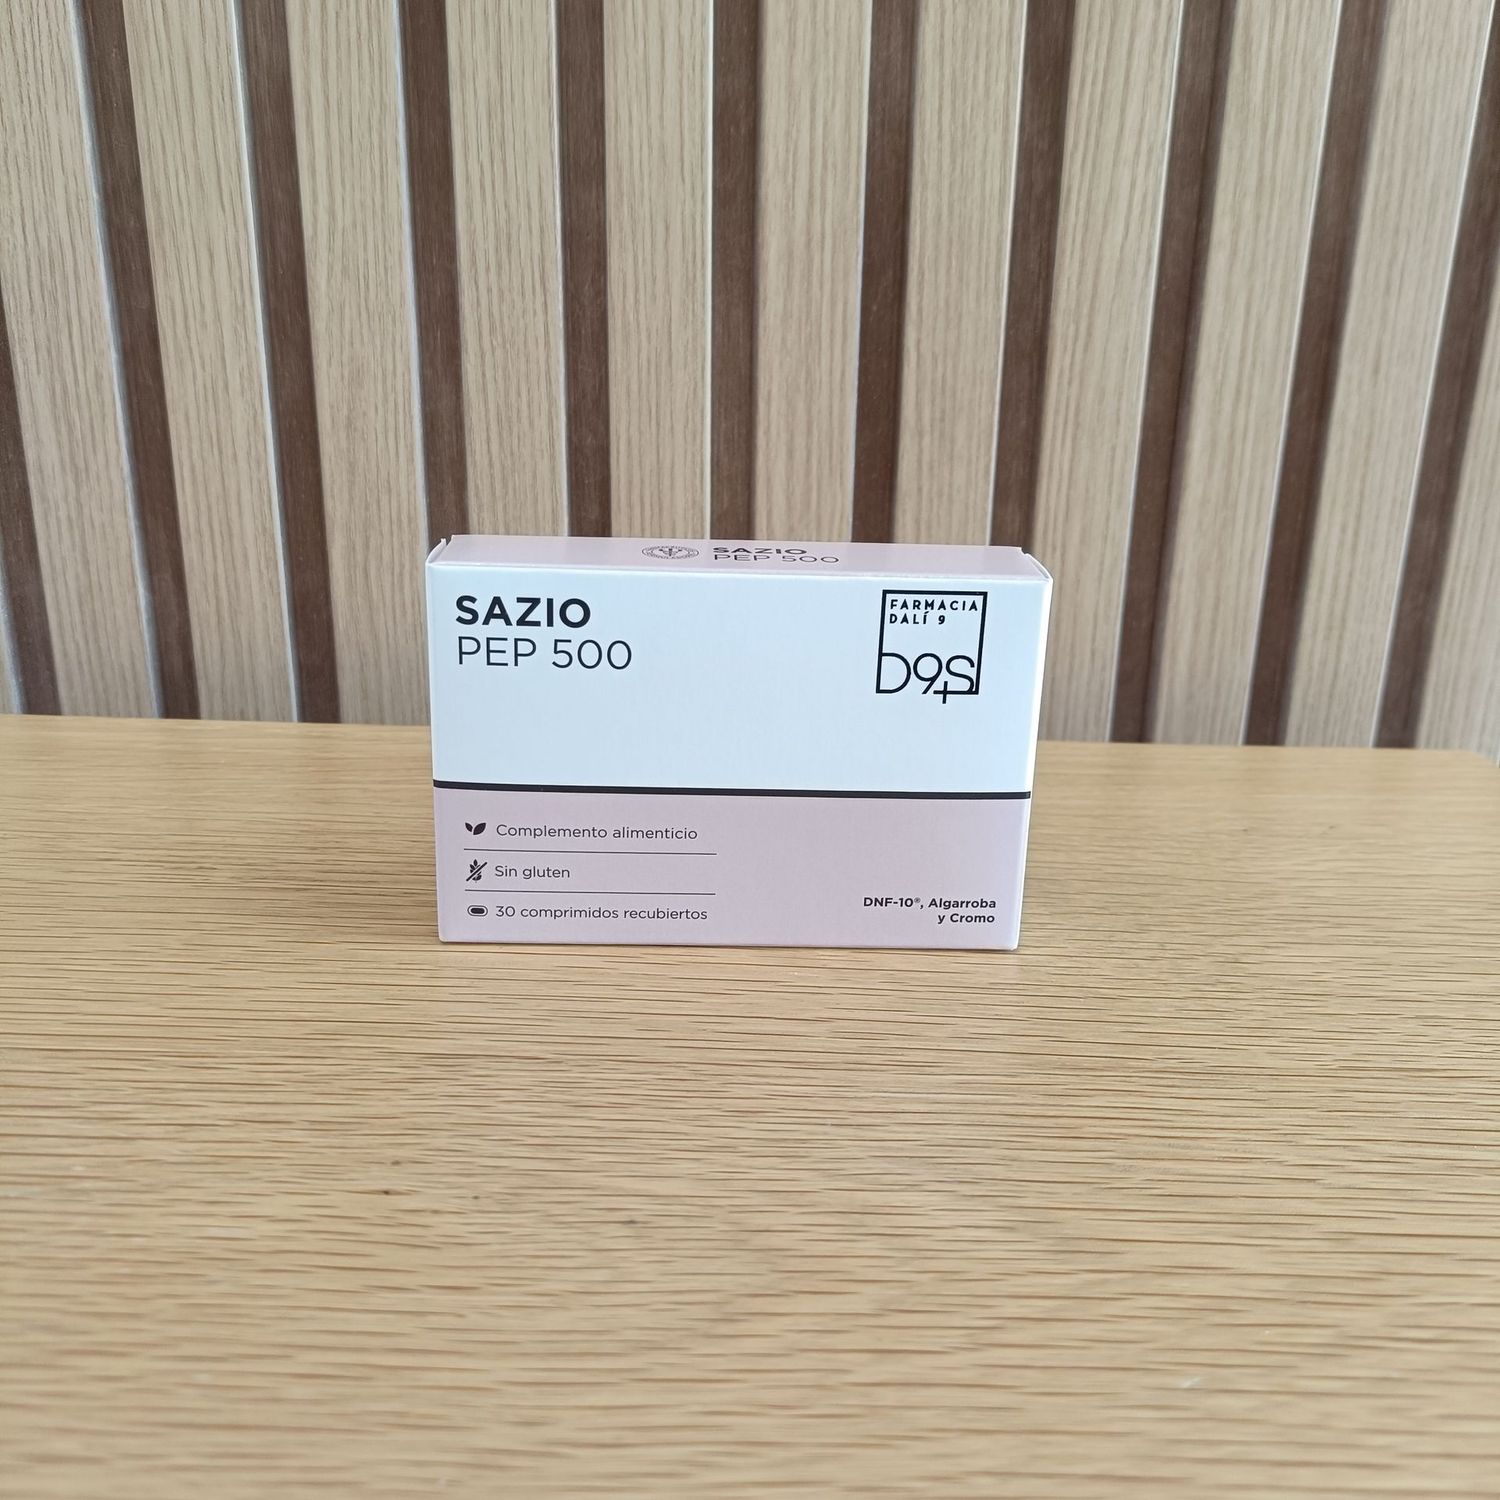 SAZIO
PEP 500
SAZIO
PEP 500
FARMACIA
DALÍ 9
D9+S
Complemento alimenticio
Sin gluten
30 comprimidos recubiertos
DNF-10®, Algarroba
y Cromo